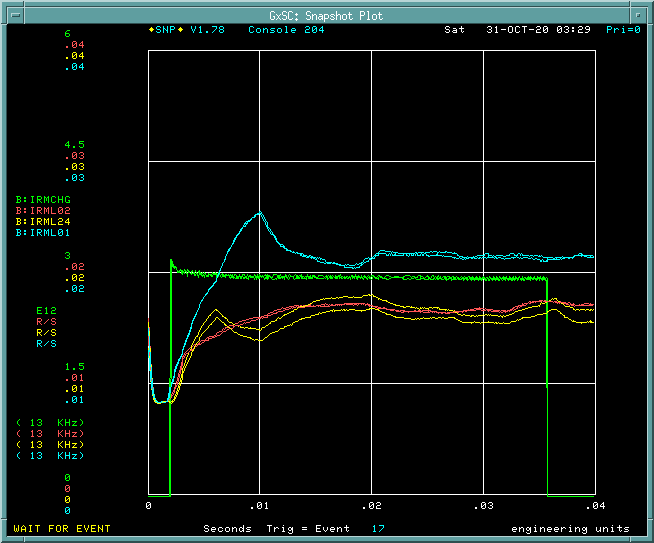 GxSC: Snapshot Plot
◆SNP◆ V1.78 Console 204 Sat 31-OCT-20 03:29 Pri=0
6
.04
.04
.04
4.5
.03
.03
.03
B:IRMCHG
B:IRML02
B:IRML24
B:IRML01
3
.02
.02
.02
E12
R/S
R/S
R/S
1.5
.01
.01
.01
( 13 KHz)
( 13 KHz)
( 13 KHz)
( 13 KHz)
0
0
0
0
0 .01 .02 .03 .04
WAIT FOR EVENT Seconds Trig = Event 17 engineering units